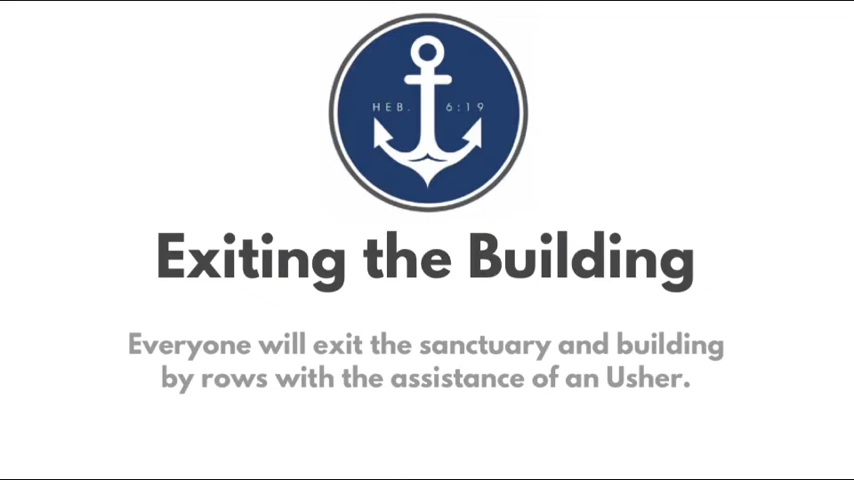 HEB. 6:19
Exiting the Building
Everyone will exit the sanctuary and building
by rows with the assistance of an Usher.